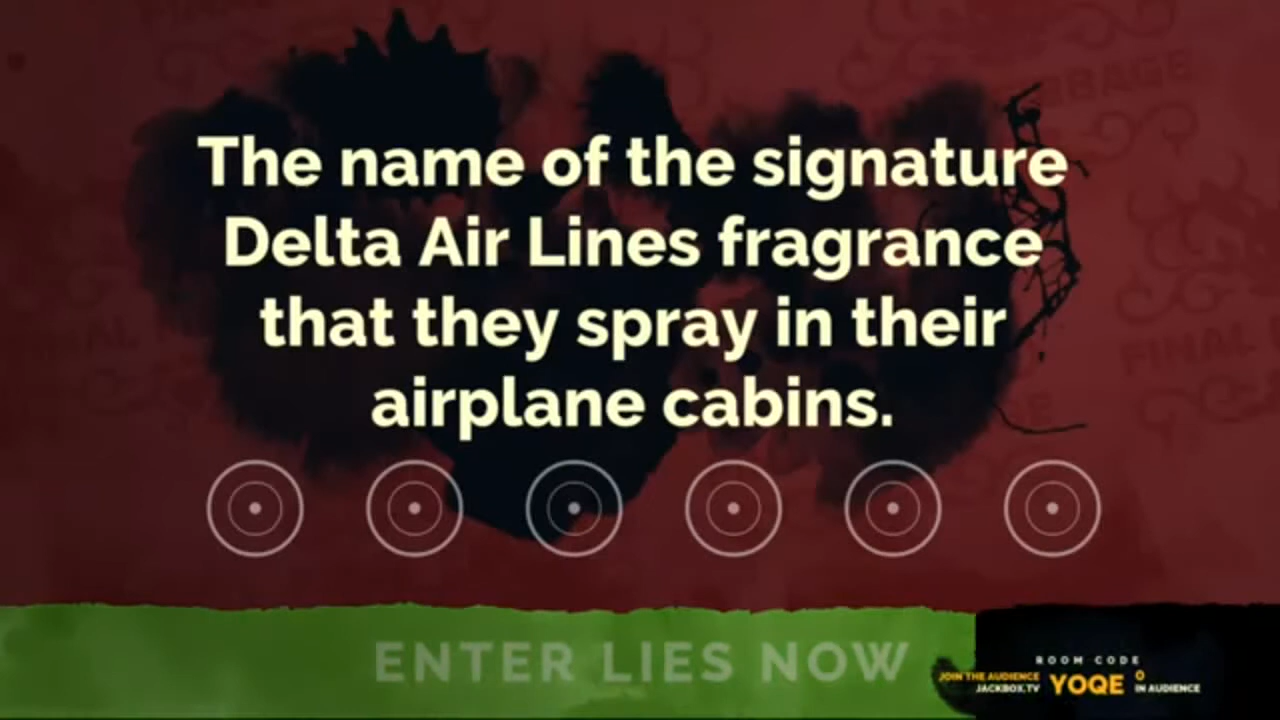 The name of the signature
Delta Air Lines fragrance
that they spray in their
airplane cabins.
ENTER LIES NOW
ROOM CODE
JOIN THE AUDIENCE
JACKBOX.TV
YOQE
0
IN AUDIENCE